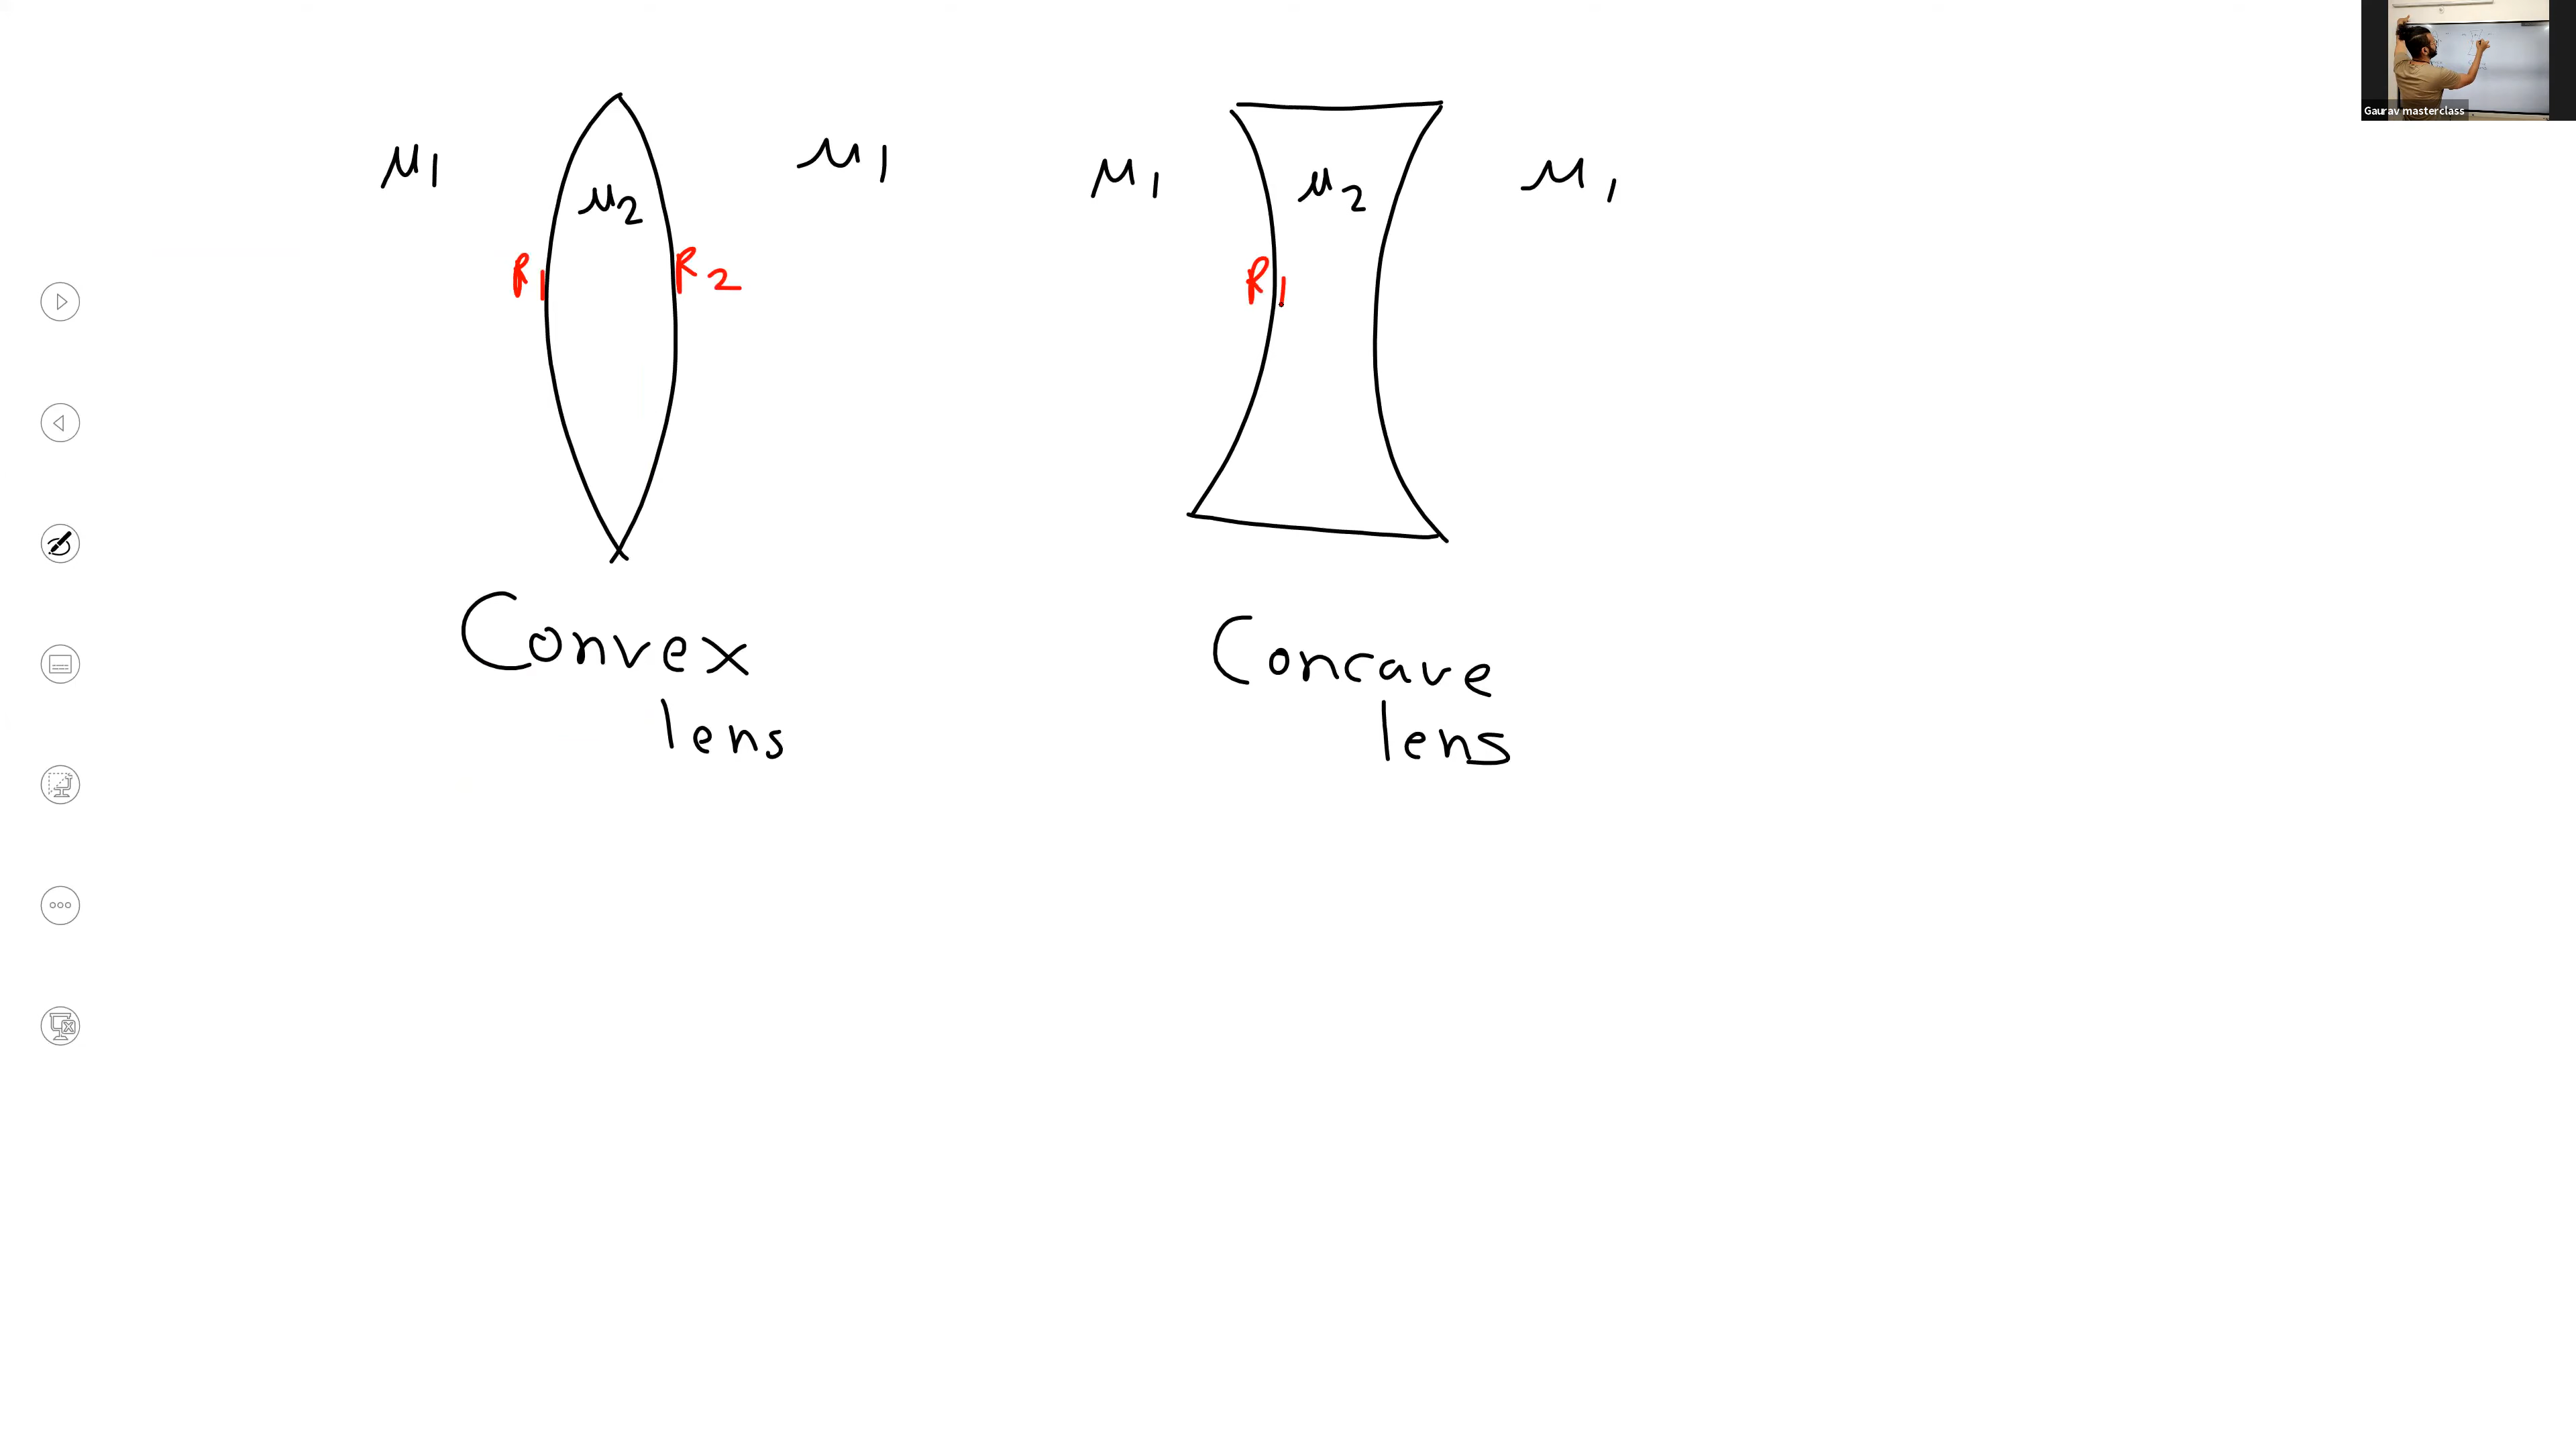 μ1 μ2 μ1
R1 R2
Convex
lens
μ1 μ2 μ1
R1
Concave
lens
Gaurav masterclass